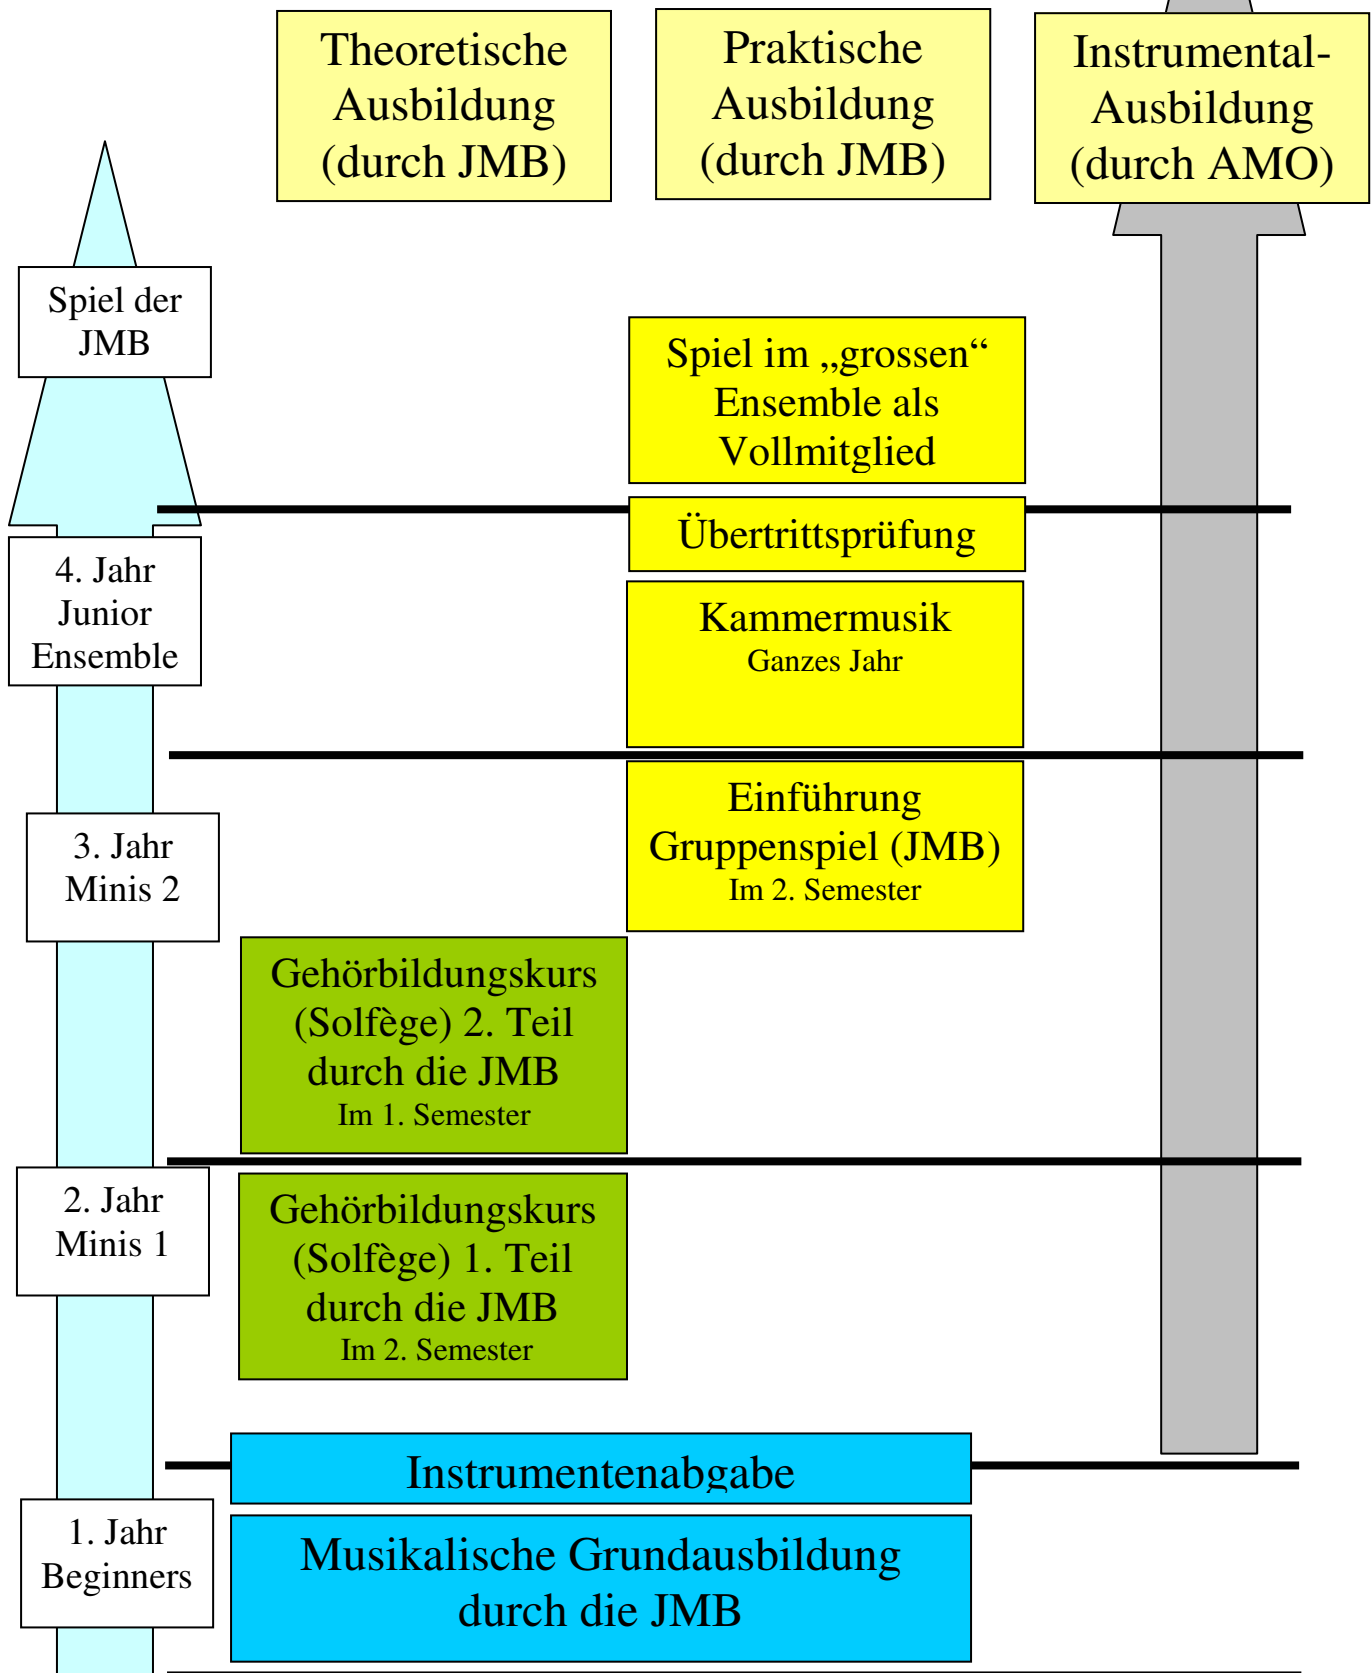 Theoretische
Ausbildung
(durch JMB)
Praktische
Ausbildung
(durch JMB)
Instrumental-
Ausbildung
(durch AMO)
Spiel der
JMB
Spiel im „grossen“
Ensemble als
Vollmitglied
Übertrittsprüfung
4. Jahr
Junior
Ensemble
Kammermusik
Ganzes Jahr
3. Jahr
Minis 2
Einführung
Gruppenspiel (JMB)
Im 2. Semester
Gehörbildungskurs
(Solfège) 2. Teil
durch die JMB
Im 1. Semester
2. Jahr
Minis 1
Gehörbildungskurs
(Solfège) 1. Teil
durch die JMB
Im 2. Semester
Instrumentenabgabe
1. Jahr
Beginners
Musikalische Grundausbildung
durch die JMB